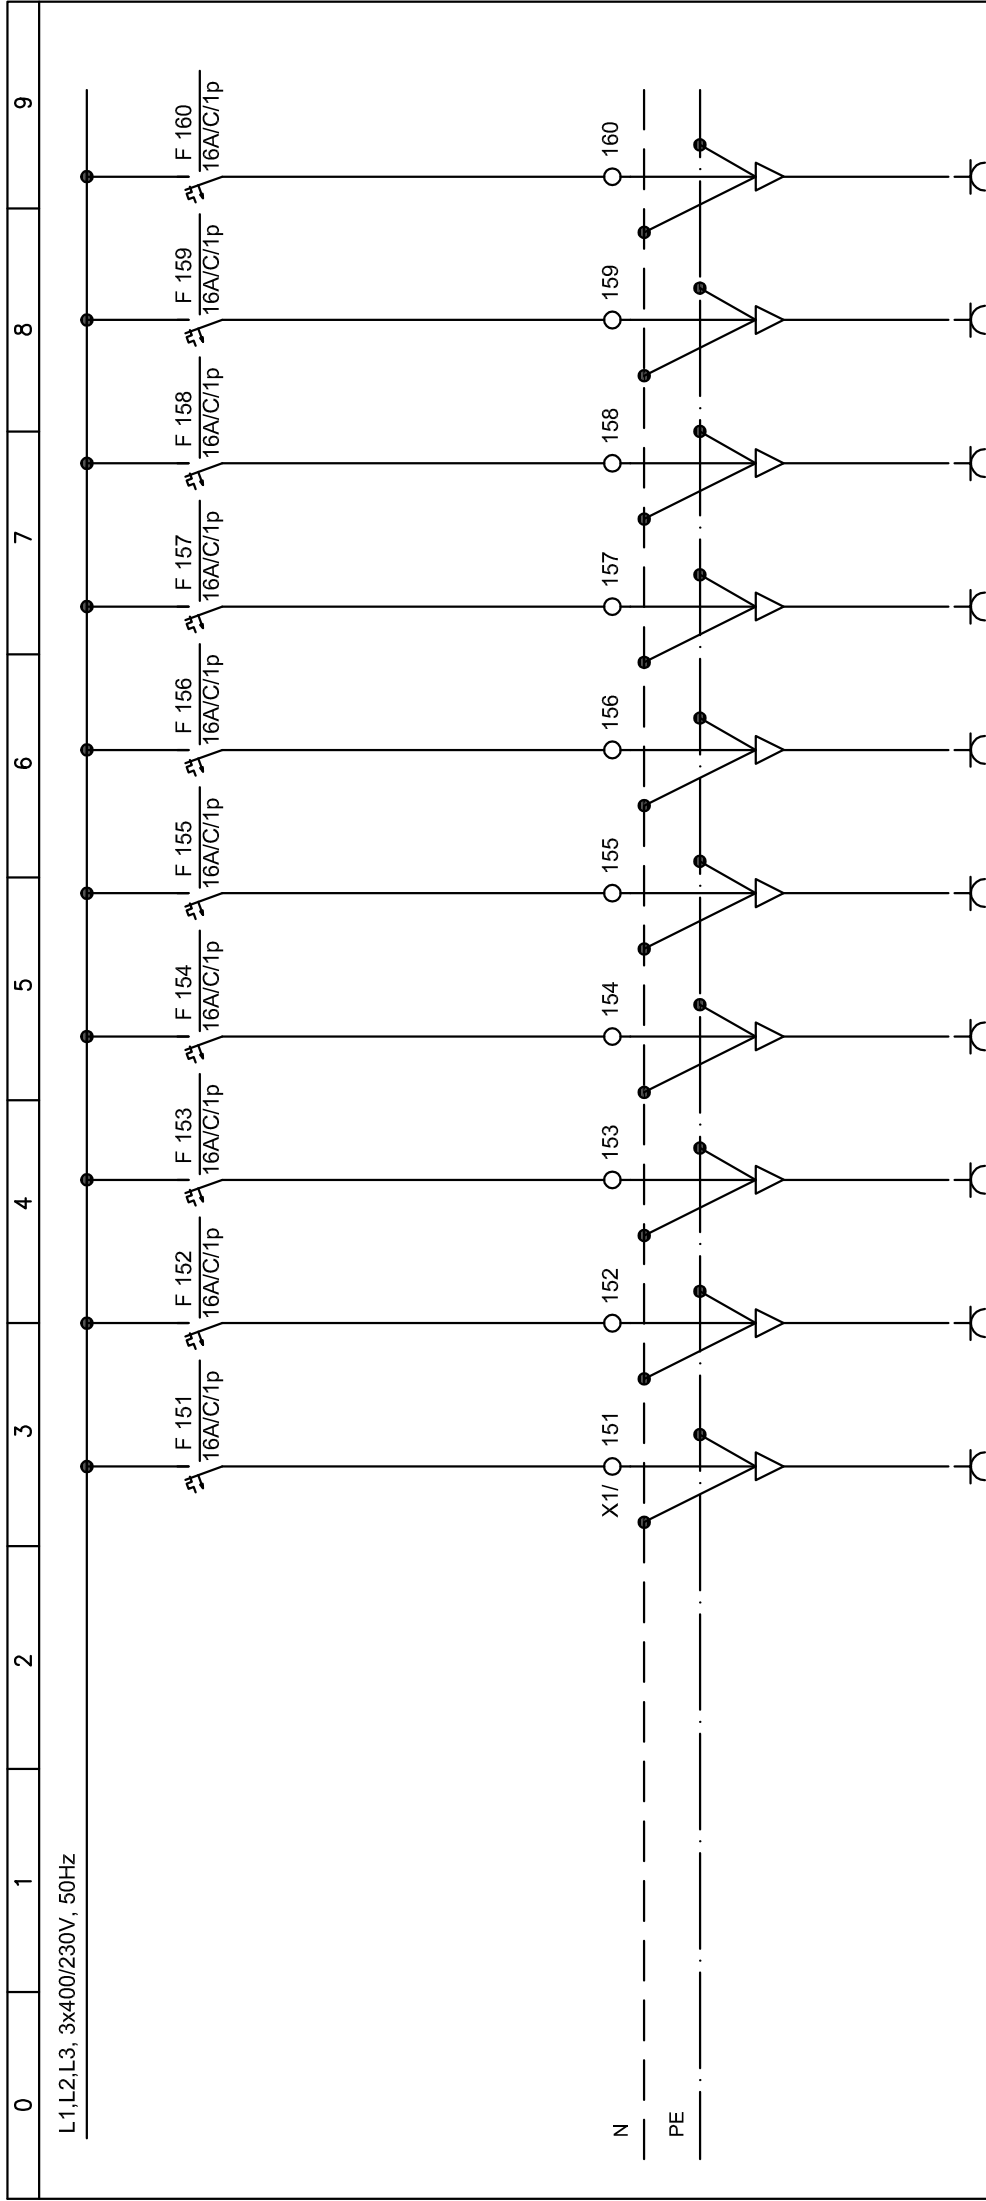 0 1 2 3 4 5 6 7 8 9
L1,L2,L3, 3x400/230V, 50Hz
F 151 F 152 F 153 F 154 F 155 F 156 F 157 F 158 F 159 F 160
16A/C/1p 16A/C/1p 16A/C/1p 16A/C/1p 16A/C/1p 16A/C/1p 16A/C/1p 16A/C/1p 16A/C/1p 16A/C/1p
N X1/ 151 152 153 154 155 156 157 158 159 160
PE